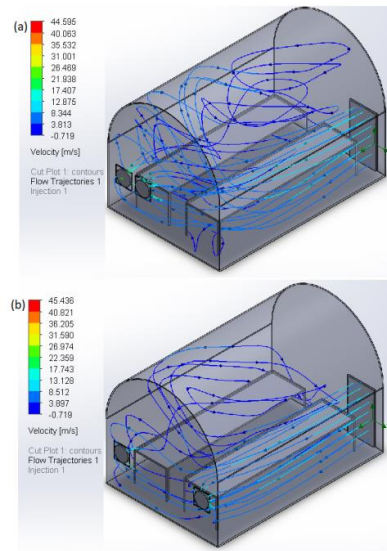 (a)
44.595
40.063
35.532
31.001
26.469
21.938
17.407
12.875
8.344
3.813
-0.719
Velocity [m/s]
Cut Plot 1: contours
Flow Trajectories 1
Injection 1
(b)
45.436
40.821
36.205
31.590
26.974
22.359
17.743
13.128
8.512
3.897
-0.719
Velocity [m/s]
Cut Plot 1: contours
Flow Trajectories 1
Injection 1